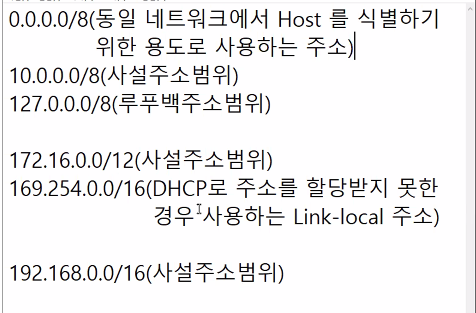 0.0.0.0/8(동일 네트워크에서 Host 를 식별하기
위한 용도로 사용하는 주소)
10.0.0.0/8(사설주소범위)
127.0.0.0/8(루푸백주소범위)
172.16.0.0/12(사설주소범위)
169.254.0.0/16(DHCP로 주소를 할당받지 못한
경우 사용하는 Link-local 주소)
192.168.0.0/16(사설주소범위)